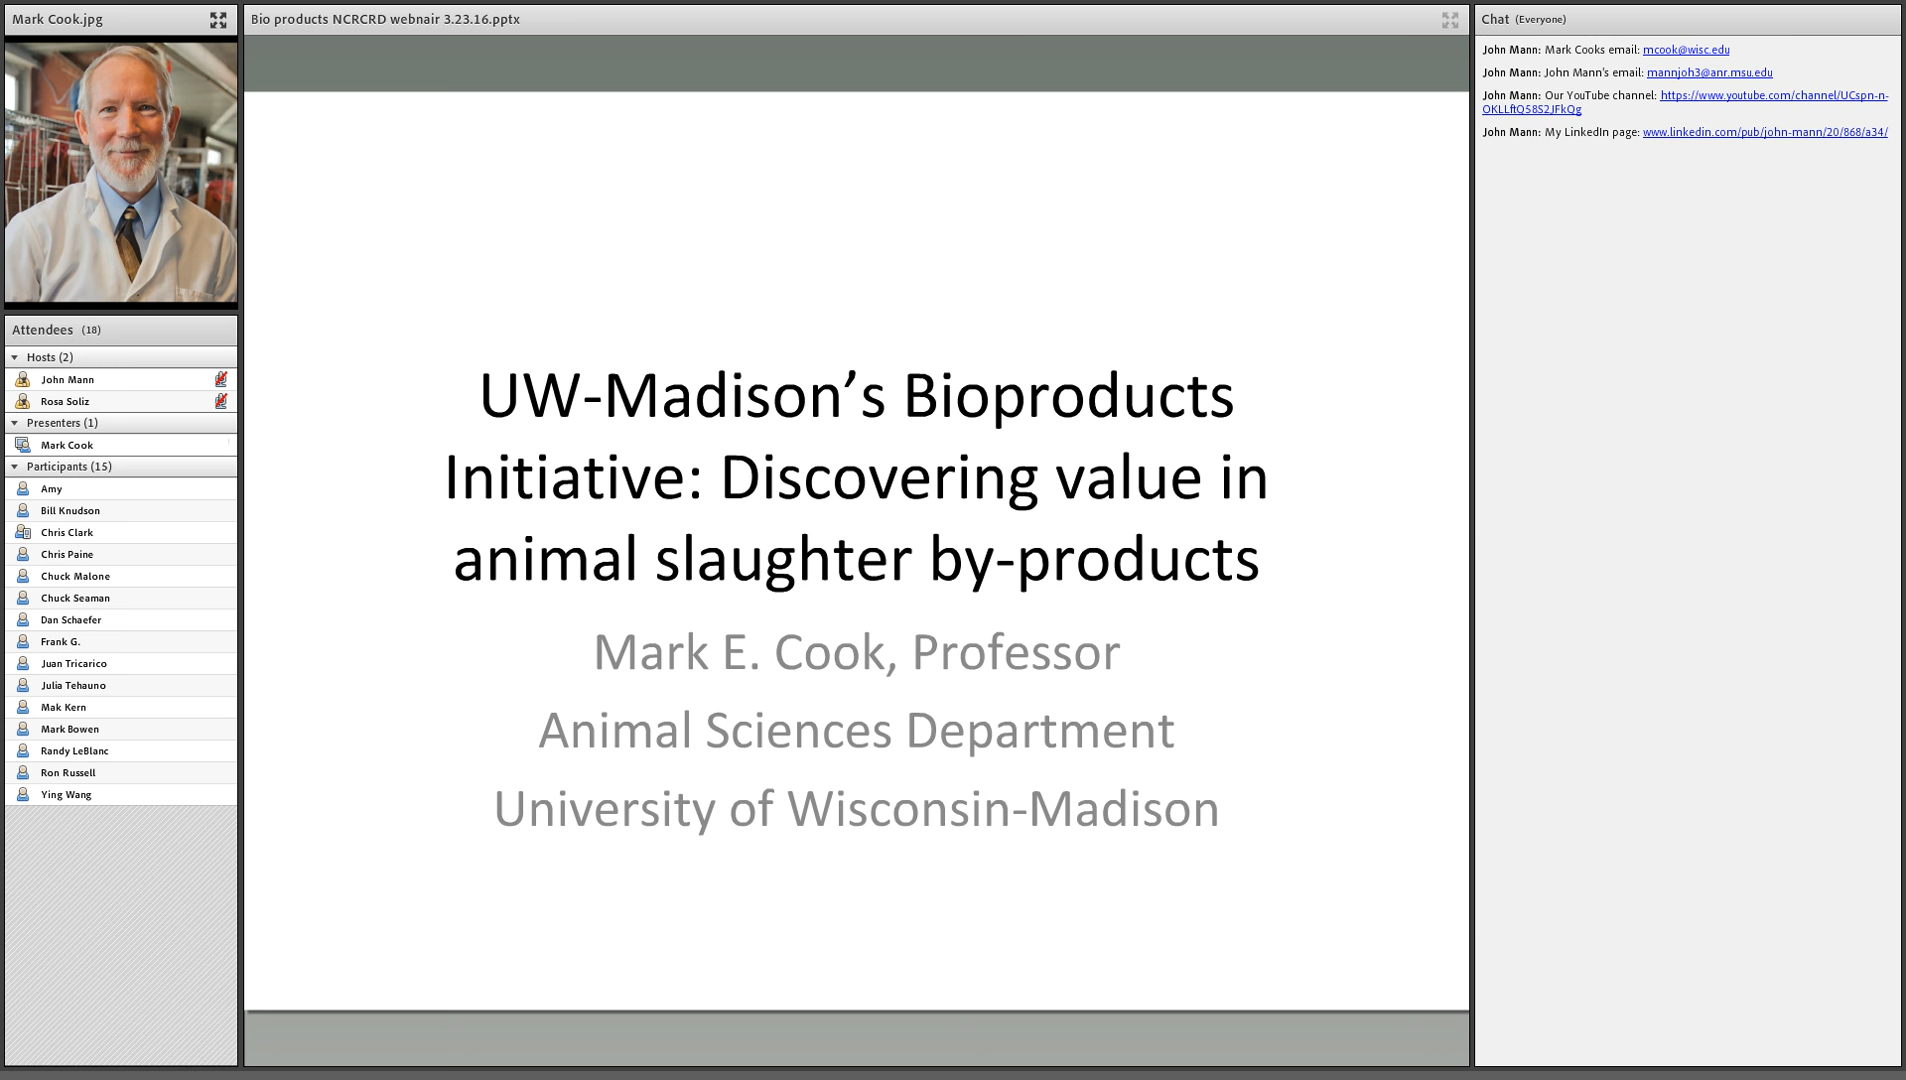 Mark Cook.jpg
Attendees (18)
Hosts (2)
John Mann
Rosa Soliz
Presenters (1)
Mark Cook
Participants (15)
Amy
Bill Knudson
Chris Clark
Chris Paine
Chuck Malone
Chuck Seaman
Dan Schaefer
Frank G.
Juan Tricarico
Julia Tehauno
Mak Kern
Mark Bowen
Randy LeBlanc
Ron Russell
Ying Wang
Bio products NCRCRD webnair 3.23.16.pptx
UW-Madison’s Bioproducts
Initiative: Discovering value in
animal slaughter by-products
Mark E. Cook, Professor
Animal Sciences Department
University of Wisconsin-Madison
Chat (Everyone)
John Mann: Mark Cooks email: mcook@wisc.edu
John Mann: John Mann's email: mannjoh3@anr.msu.edu
John Mann: Our YouTube channel: https://www.youtube.com/channel/UCspn-n-
OKLLftQ58S2JFkQg
John Mann: My LinkedIn page: www.linkedin.com/pub/john-mann/20/868/a34/